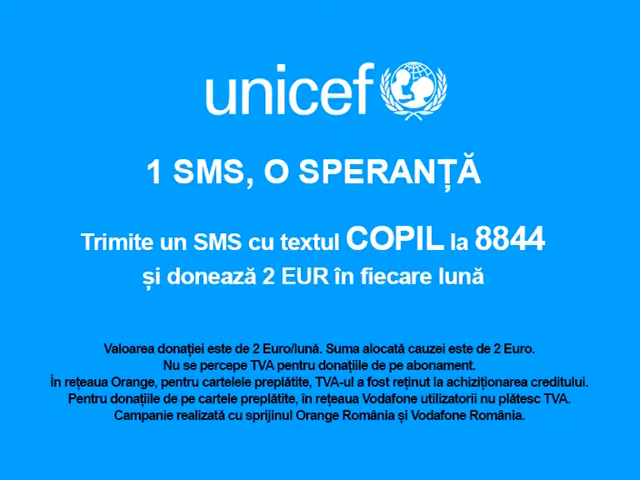 unicef
1 SMS, O SPERANȚĂ
Trimite un SMS cu textul COPIL la 8844
și donează 2 EUR în fiecare lună
Valoarea donației este de 2 Euro/lună. Suma alocată cauzei este de 2 Euro.
Nu se percepe TVA pentru donațiile de pe abonament.
În rețeaua Orange, pentru cartelele preplătite, TVA-ul a fost reținut la achiziționarea creditului.
Pentru donațiile de pe cartele preplătite, în rețeaua Vodafone utilizatorii nu plătesc TVA.
Campanie realizată cu sprijinul Orange România și Vodafone România.